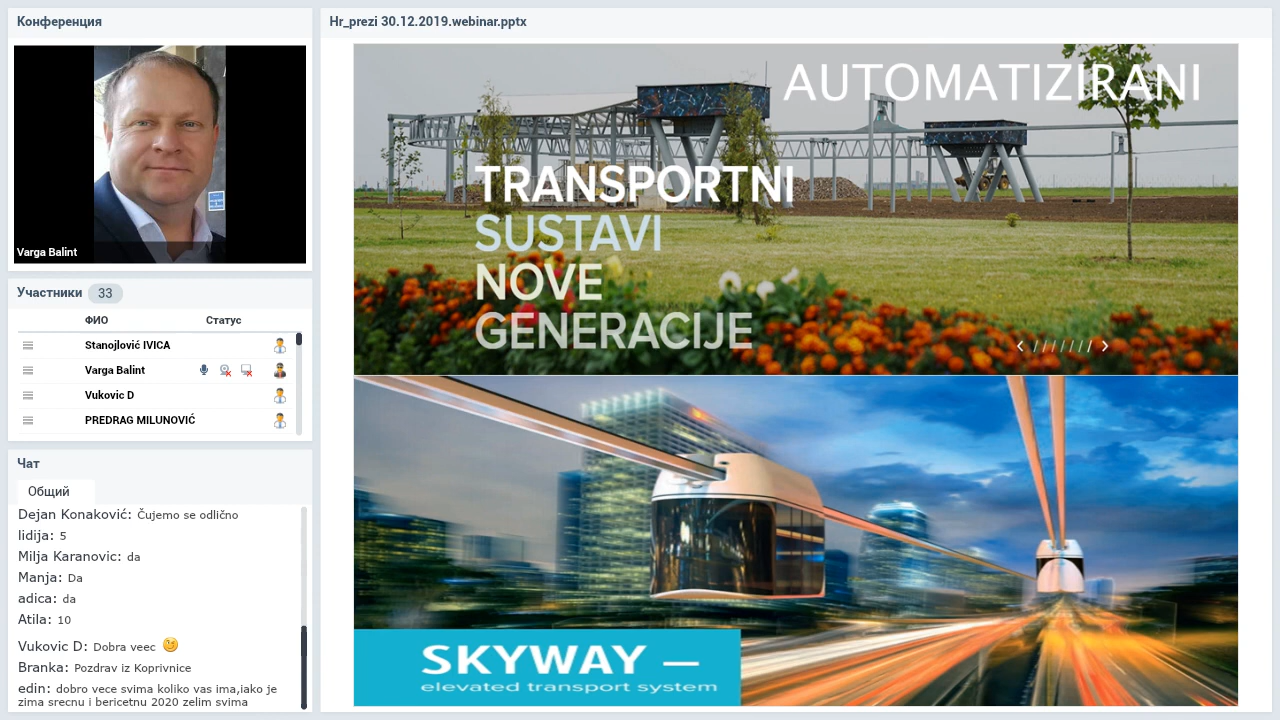 Конференция
Varga Balint
Участники 33
ФИО Статус
Stanojlović IVICA
Varga Balint
Vukovic D
PREDRAG MILUNOVIĆ
Чат
Общий
Dejan Konaković: Čujemo se odlično
lidija: 5
Milja Karanovic: da
Manja: Da
adica: da
Atila: 10
Vukovic D: Dobra veec
Branka: Pozdrav iz Koprivnice
edin: dobro vece svima koliko vas ima,iako je
zima srecnu i bericetnu 2020 zelim svima
Hr_prezi 30.12.2019.webinar.pptx
AUTOMATIZIRANI
TRANSPORTNI
SUSTAVI
NOVE
GENERACIJE
SKYWAY —
elevated transport system